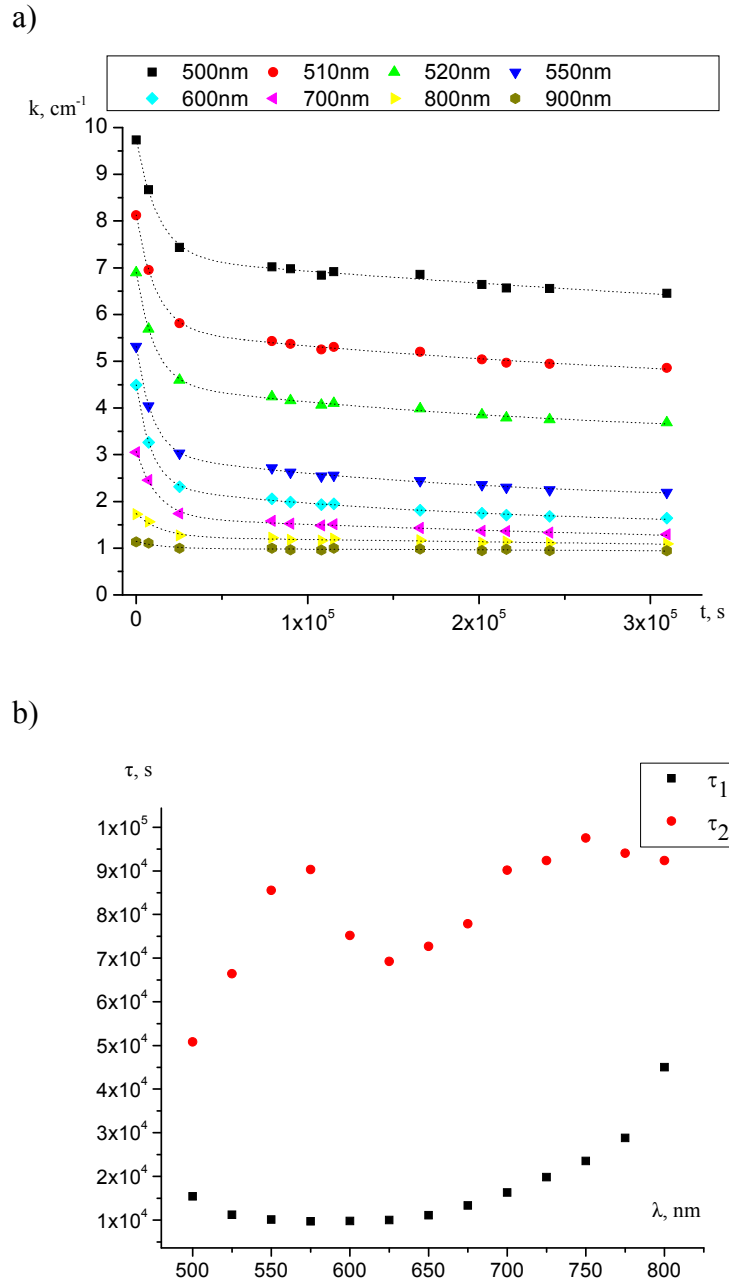 a)
500nm 510nm 520nm 550nm
600nm 700nm 800nm 900nm
k, cm⁻¹
10
9
8
7
6
5
4
3
2
1
0
0 1x10⁵ 2x10⁵ 3x10⁵ t, s
b)
τ, s
τ₁
τ₂
1x10⁵
9x10⁴
8x10⁴
7x10⁴
6x10⁴
5x10⁴
4x10⁴
3x10⁴
2x10⁴
1x10⁴
λ, nm
500 550 600 650 700 750 800